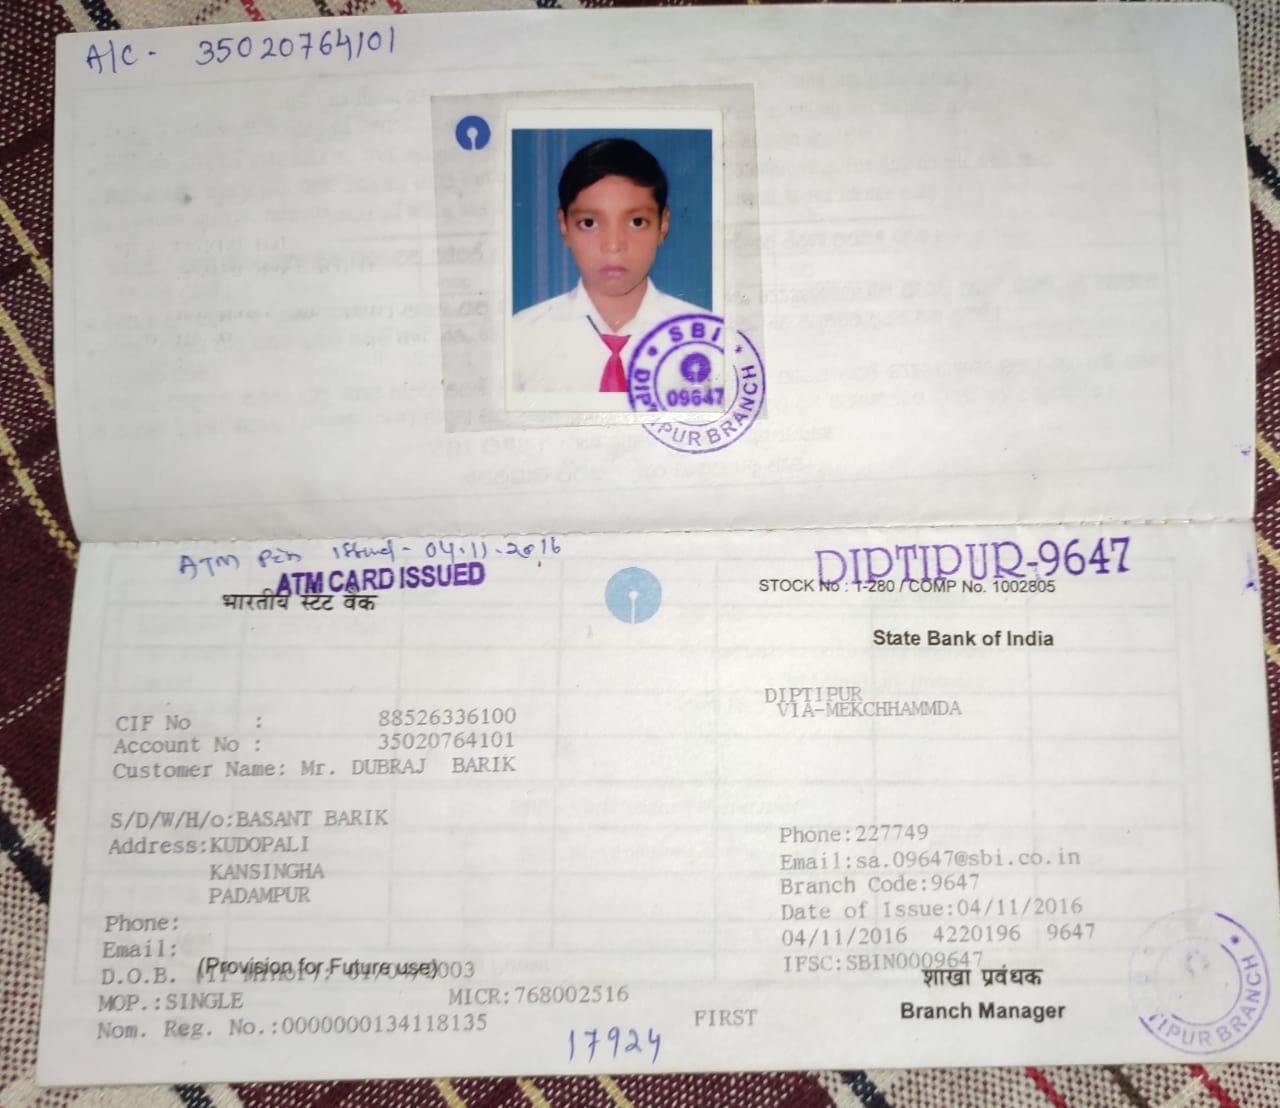 A/C - 35020764101
SBI
DIPTIPUR BRANCH
09647
ATM Pin Issued - 04.11.2016
ATM CARD ISSUED
भारतीय स्टेट बैंक
DIPTIPUR-9647
STOCK No : T-280 / COMP No. 1002805
State Bank of India
DIPTIPUR
VIA-MEKCHHAMMDA
CIF No : 88526336100
Account No : 35020764101
Customer Name: Mr. DUBRAJ BARIK
S/D/W/H/o:BASANT BARIK
Address:KUDOPALI
KANSINGHA
PADAMPUR
Phone:
Email:
D.O.B.
(Provision for Future use)
MOP.:SINGLE
MICR:768002516
Nom. Reg. No.:0000000134118135
Phone:227749
Email:sa.09647@sbi.co.in
Branch Code:9647
Date of Issue:04/11/2016
04/11/2016 4220196 9647
IFSC:SBIN0009647
शाखा प्रबंधक
Branch Manager
FIRST
17924
IPUR BRANCH